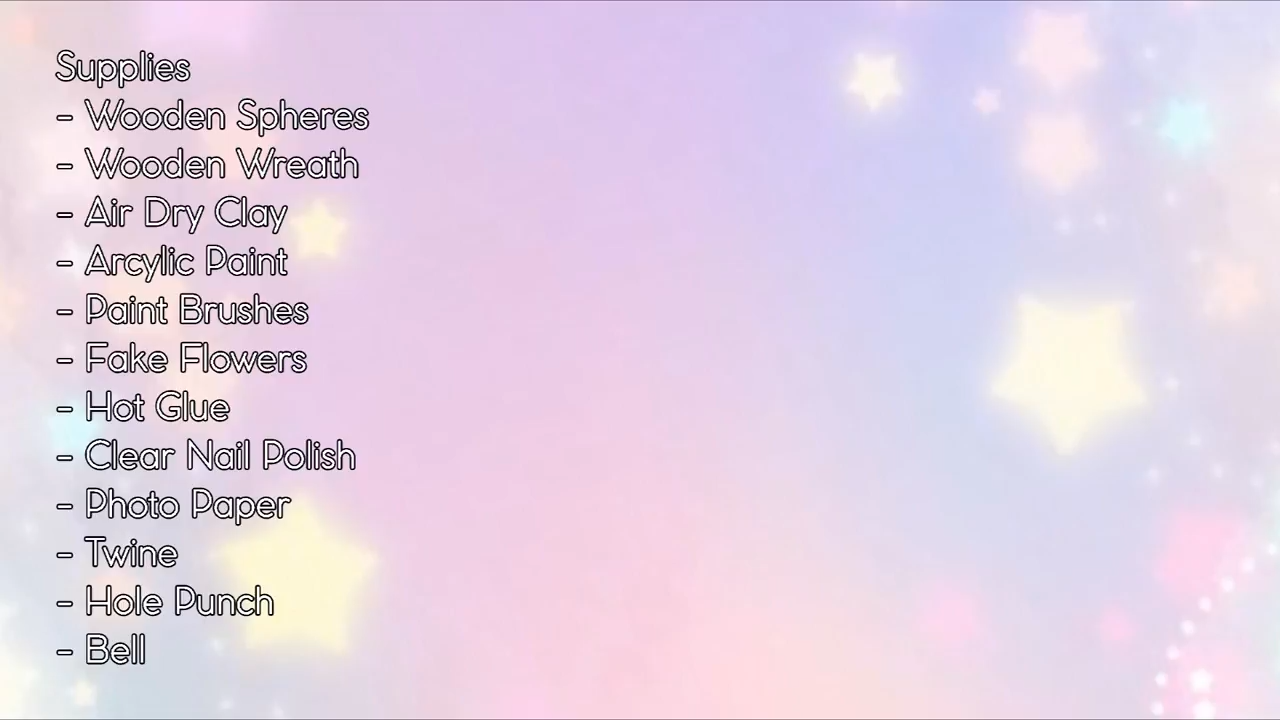 Supplies
- Wooden Spheres
- Wooden Wreath
- Air Dry Clay
- Arcylic Paint
- Paint Brushes
- Fake Flowers
- Hot Glue
- Clear Nail Polish
- Photo Paper
- Twine
- Hole Punch
- Bell